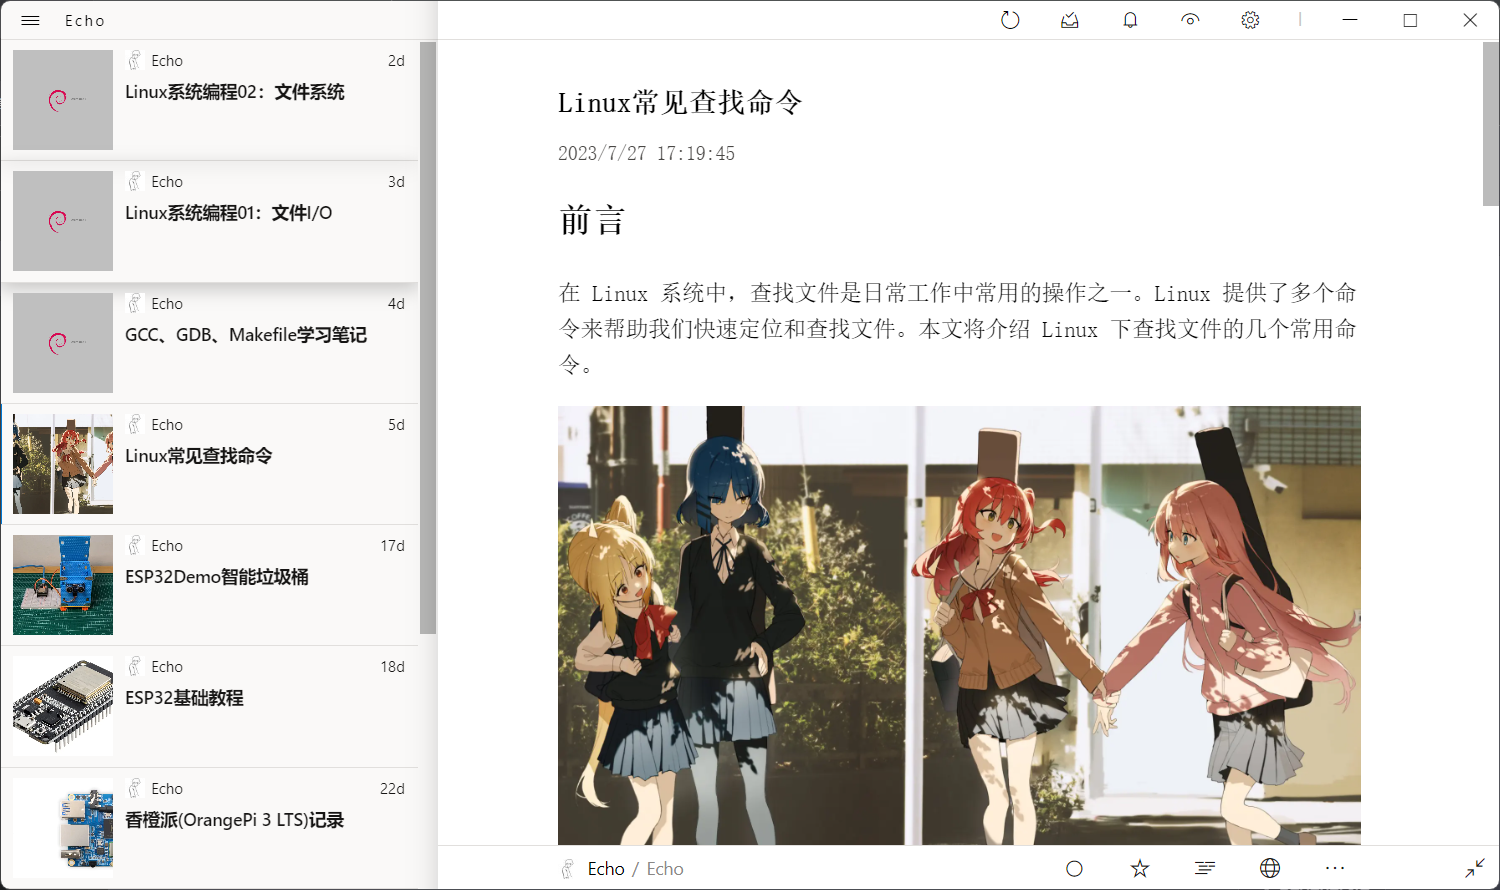 Echo
Echo
2d
Linux系统编程02：文件系统
Echo
3d
Linux系统编程01：文件I/O
Echo
4d
GCC、GDB、Makefile学习笔记
Echo
5d
Linux常见查找命令
Echo
17d
ESP32Demo智能垃圾桶
Echo
18d
ESP32基础教程
Echo
22d
香橙派(OrangePi 3 LTS)记录
Linux常见查找命令
2023/7/27 17:19:45
前言
在 Linux 系统中，查找文件是日常工作中常用的操作之一。Linux 提供了多个命
令来帮助我们快速定位和查找文件。本文将介绍 Linux 下查找文件的几个常用命
令。
Echo / Echo